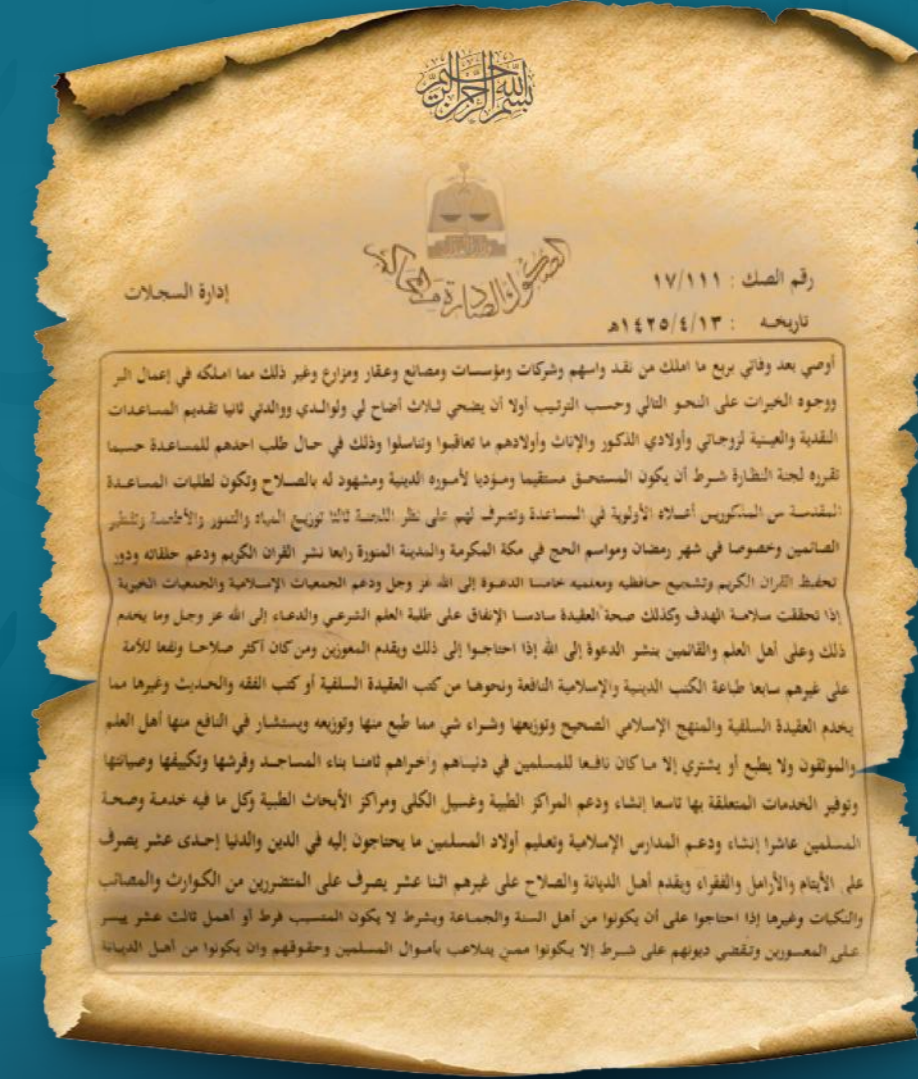 بسم الله الرحمن الرحيم
رقم الصك : ١٧/١١١
إدارة السجلات
تاريخه : ١٤٢٥/٤/١٣هـ
أوصي بعد وفاتي بربع ما املك من نقد واسهم وشركات ومؤسسات ومصانع وعقار ومزارع وغير ذلك مما املكه في إعمال البر
ووجوه الخيرات على النحو التالي وحسب الترتيب أولا أن يضحي ثلاث أضاح لي ولوالدي ووالدتي ثانيا تقديم المساعدات
النقدية والعينية لزوجاتي وأولادي الذكور والإناث وأولادهم ما تعاقبوا وتناسلوا وذلك في حال طلب احدهم للمساعدة حسبما
تقرره لجنة النظارة شرط أن يكون المستحق مستقيما ومؤديا لأموره الدينية ومشهود له بالصلاح وتكون لطلبات المساعدة
المقدمة من المذكورين أعلاه الأولوية في المساعدة وتصرف لهم على نظر اللجنة ثالثا توزيع المياه والتمور والأطعمة وتفطير
الصائمين وخصوصا في شهر رمضان ومواسم الحج في مكة المكرمة والمدينة المنورة رابعا نشر القران الكريم ودعم حلقاته ودور
تحفيظ القران الكريم وتشجيع حافظيه ومعلميه خامسا الدعوة إلى الله عز وجل ودعم الجمعيات الإسلامية والجمعيات الخيرية
إذا تحققت سلامة الهدف وكذلك صحة العقيدة سادسا الإنفاق على طلبة العلم الشرعي والدعاء إلى الله عز وجل وما يخدم
ذلك وعلى أهل العلم والقائمين بنشر الدعوة إلى الله إذا احتاجوا إلى ذلك ويقدم المعوزين ومن كان أكثر صلاحا ونفعا للأمة
على غيرهم سابعا طباعة الكتب الدينية والإسلامية النافعة ونحوها من كتب العقيدة السلفية أو كتب الفقه والحديث وغيرها مما
يخدم العقيدة السلفية والمنهج الإسلامي الصحيح وتوزيعها وشراء شي مما طبع منها وتوزيعه ويستشار في النافع منها أهل العلم
والموثقون ولا يطبع أو يشتري إلا ما كان نافعا للمسلمين في دنياهم وأخراهم ثامنا بناء المساجد وفرشها وتكييفها وصيانتها
وتوفير الخدمات المتعلقة بها تاسعا إنشاء ودعم المراكز الطبية وغسيل الكلى ومراكز الأبحاث الطبية وكل ما فيه خدمة وصحة
المسلمين عاشرا إنشاء ودعم المدارس الإسلامية وتعليم أولاد المسلمين ما يحتاجون إليه في الدين والدنيا إحدى عشر يصرف
على الأيتام والأرامل والفقراء ويقدم أهل الديانة والصلاح على غيرهم اثنا عشر يصرف على المتضررين من الكوارث والمصائب
والنكبات وغيرها إذا احتاجوا على أن يكونوا من أهل السنة والجماعة وبشرط لا يكون المتسبب فرط أو أهمل ثالث عشر ييسر
على المعسورين وتقضي ديونهم على شرط إلا يكونوا ممن يتلاعب بأموال المسلمين وحقوقهم وان يكونوا من أهل الديانة